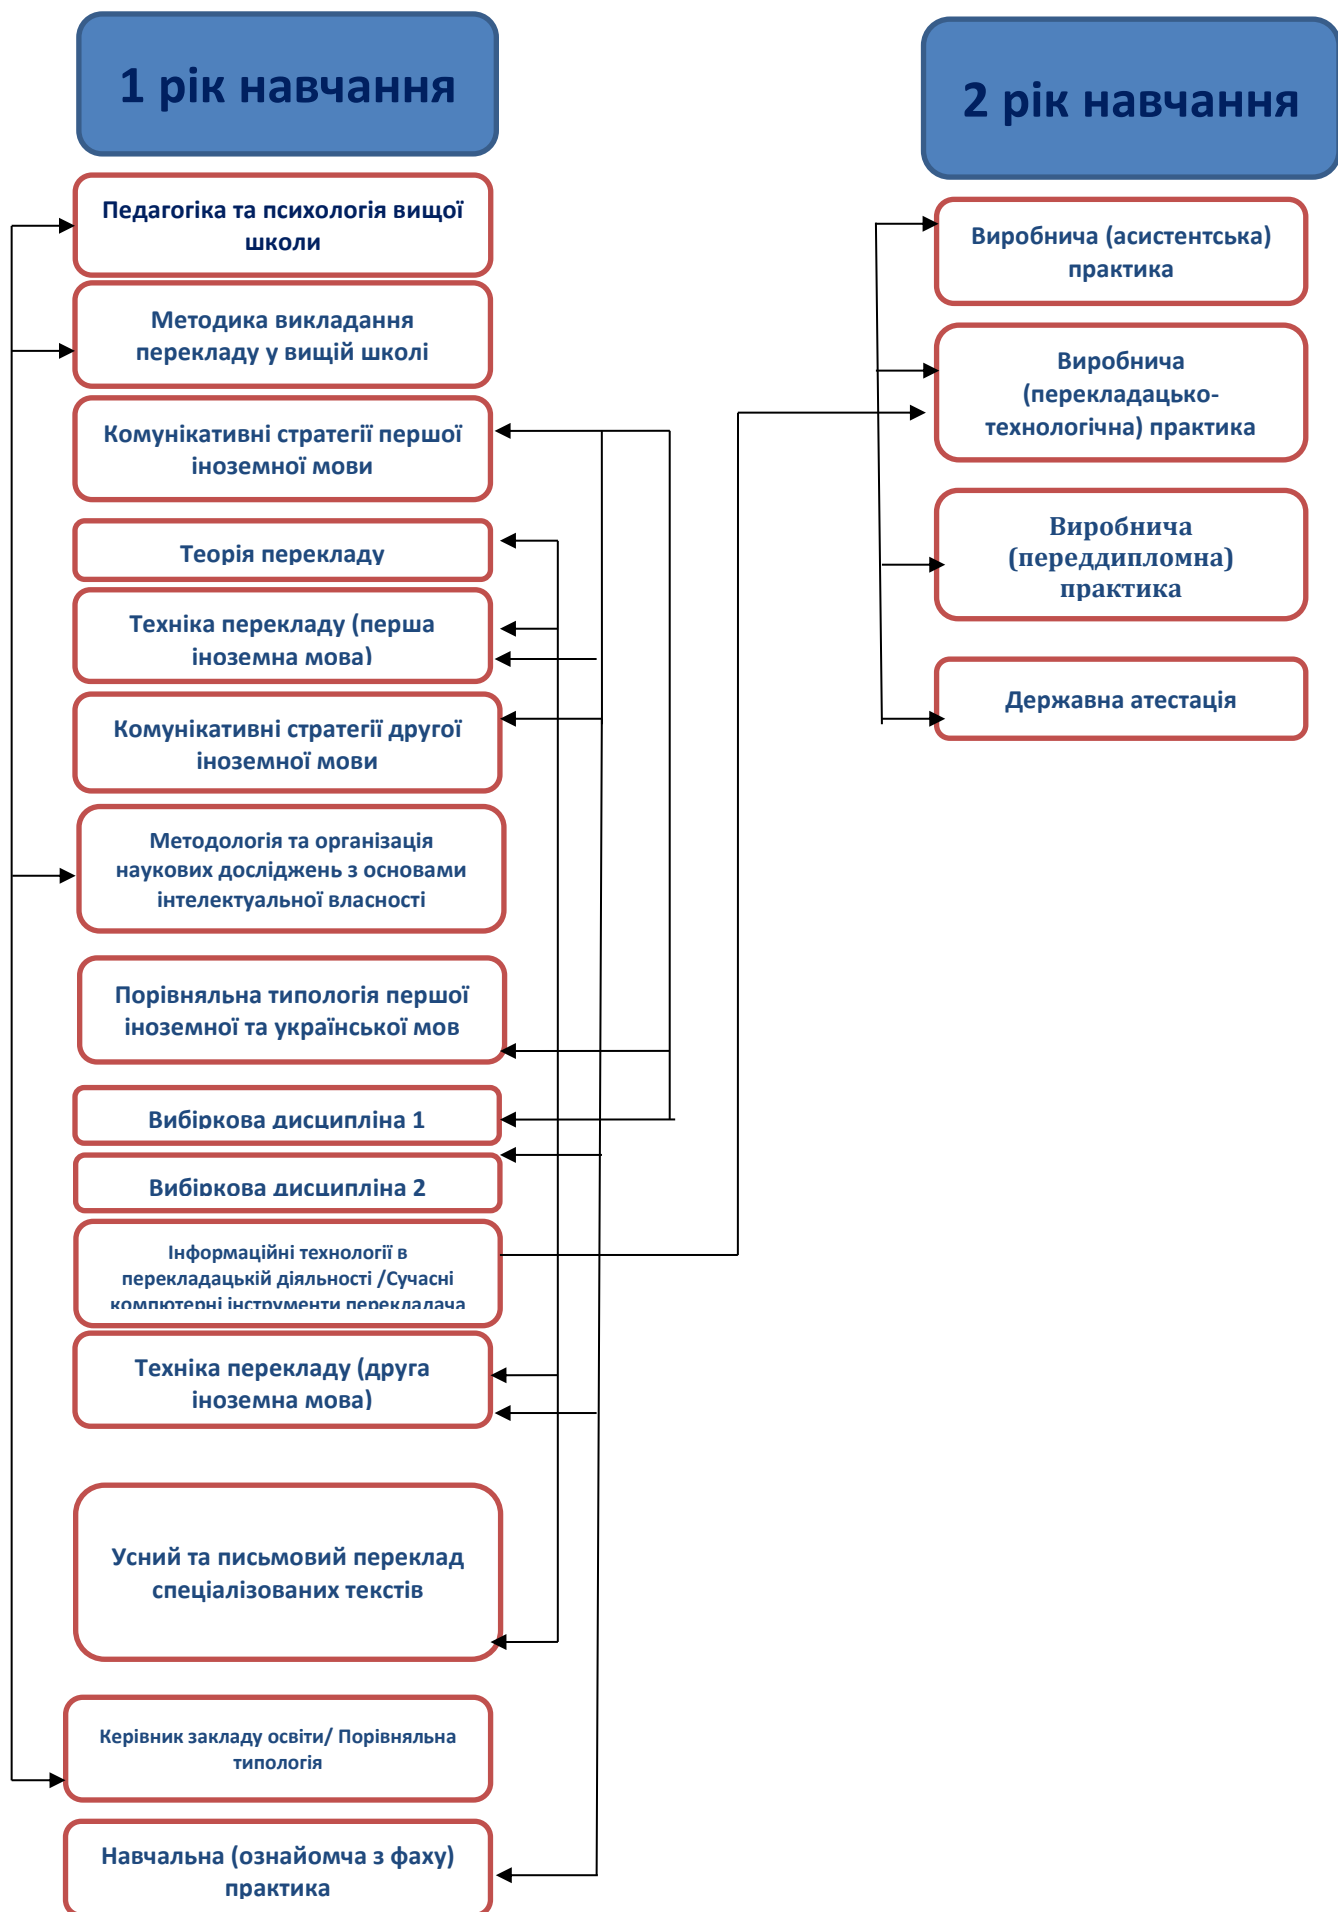 1 рік навчання
Педагогіка та психологія вищої
школи
Методика викладання
перекладу у вищій школі
Комунікативні стратегії першої
іноземної мови
Теорія перекладу
Техніка перекладу (перша
іноземна мова)
Комунікативні стратегії другої
іноземної мови
Методологія та організація
наукових досліджень з основами
інтелектуальної власності
Порівняльна типологія першої
іноземної та української мов
Вибіркова дисципліна 1
Вибіркова дисципліна 2
Інформаційні технології в
перекладацькій діяльності /Сучасні
компютерні інструменти перекладача
Техніка перекладу (друга
іноземна мова)
Усний та письмовий переклад
спеціалізованих текстів
Керівник закладу освіти/ Порівняльна
типологія
Навчальна (ознайомча з фаху)
практика
2 рік навчання
Виробнича (асистентська)
практика
Виробнича
(перекладацько-
технологічна) практика
Виробнича
(переддипломна)
практика
Державна атестація